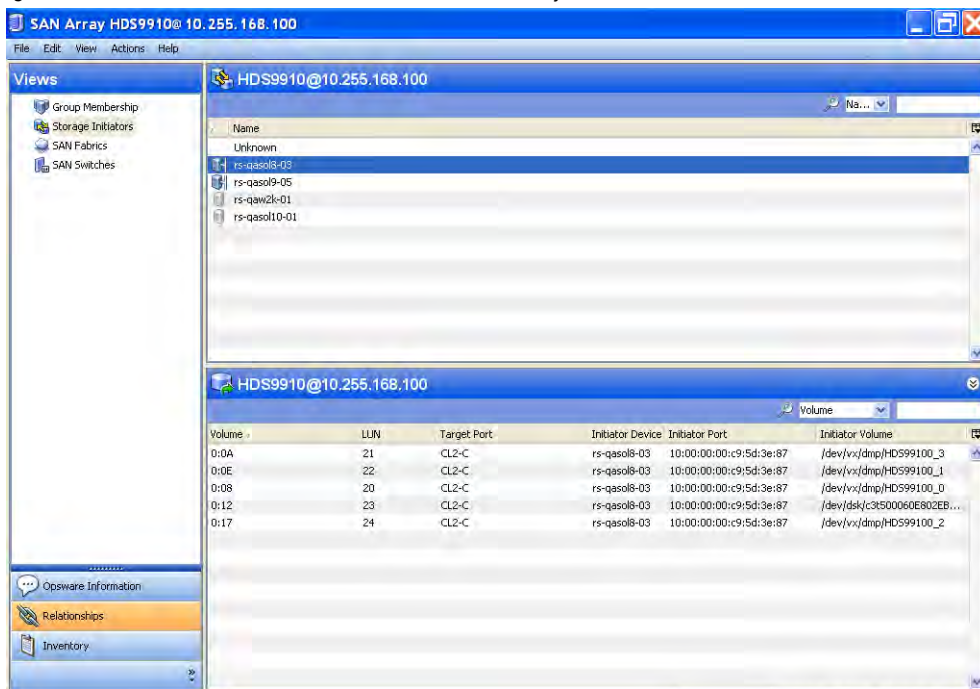 SAN Array HDS9910@10.255.168.100
File Edit View Actions Help
Views
Group Membership
Storage Initiators
SAN Fabrics
SAN Switches
Opsware Information
Relationships
Inventory
HDS9910@10.255.168.100
Na...
Name
Unknown
rs-qasol8-03
rs-qasol9-05
rs-qaw2k-01
rs-qasol10-01
HDS9910@10.255.168.100
Volume
Volume LUN Target Port Initiator Device Initiator Port Initiator Volume
0:0A 21 CL2-C rs-qasol8-03 10:00:00:00:c9:5d:3e:87 /dev/vx/dmp/HDS99100_3
0:0E 22 CL2-C rs-qasol8-03 10:00:00:00:c9:5d:3e:87 /dev/vx/dmp/HDS99100_1
0:08 20 CL2-C rs-qasol8-03 10:00:00:00:c9:5d:3e:87 /dev/vx/dmp/HDS99100_0
0:12 23 CL2-C rs-qasol8-03 10:00:00:00:c9:5d:3e:87 /dev/dsk/c3t500060E802EB...
0:17 24 CL2-C rs-qasol8-03 10:00:00:00:c9:5d:3e:87 /dev/vx/dmp/HDS99100_2